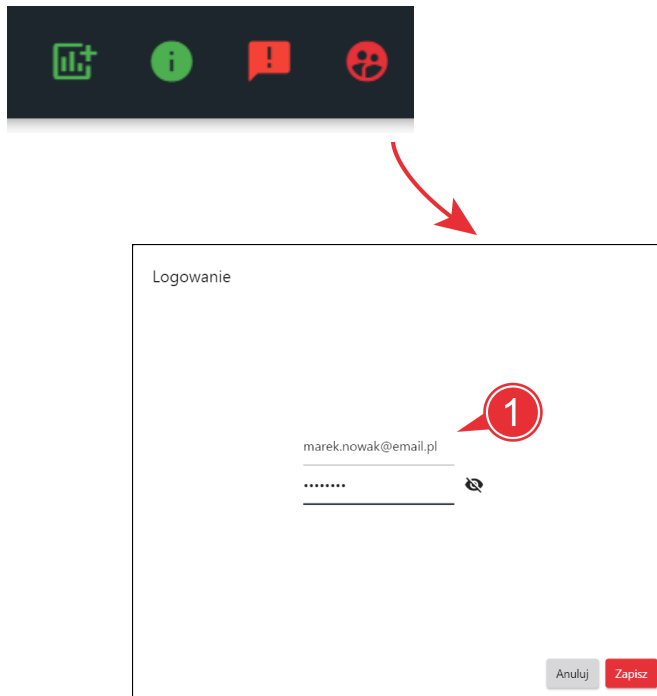 Logowanie
1
marek.nowak@email.pl
••••••••
Anuluj Zapisz